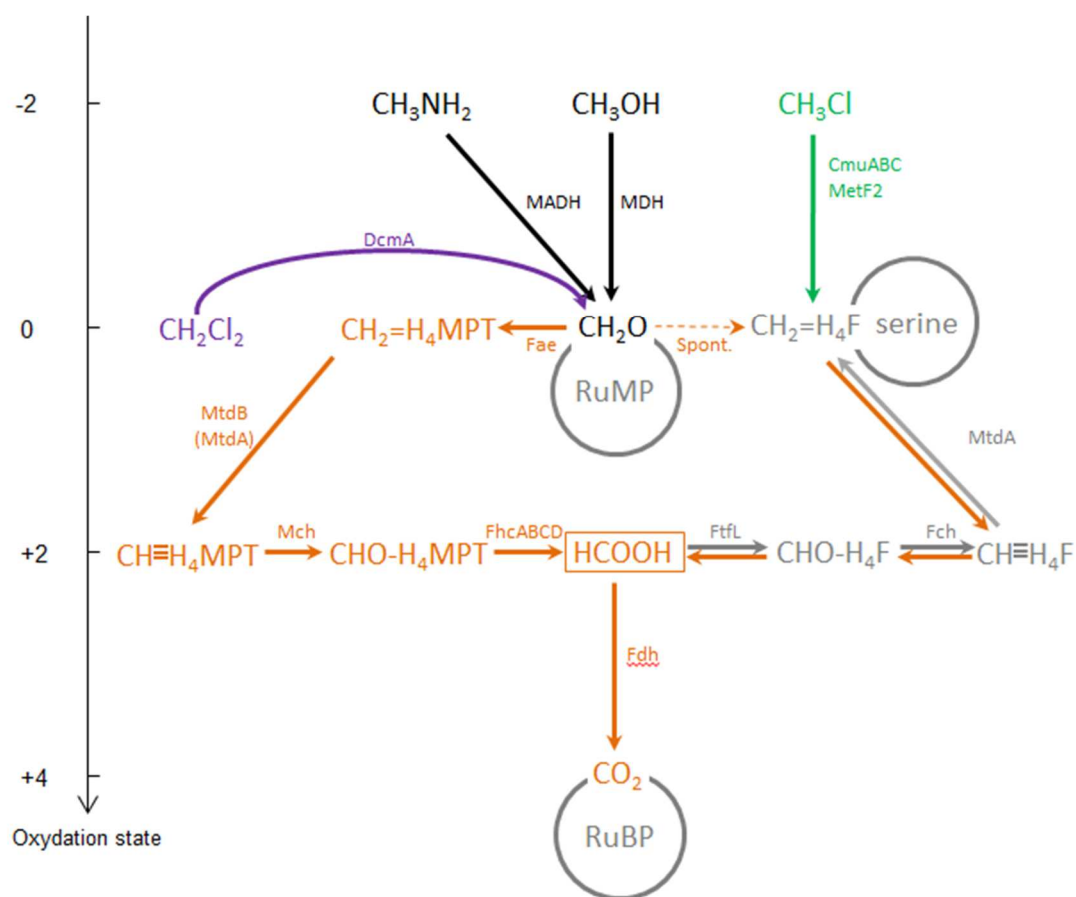 -2
CH₃NH₂
CH₃OH
CH₃Cl
CmuABC
MetF2
MADH
MDH
DcmA
0
CH₂Cl₂
CH₂=H₄MPT
Fae
CH₂O
Spont.
CH₂=H₄F
serine
RuMP
MtdB
(MtdA)
MtdA
+2
CH≡H₄MPT
Mch
CHO-H₄MPT
FhcABCD
HCOOH
FtfL
CHO-H₄F
Fch
CH≡H₄F
Fdh
+4
CO₂
Oxydation state
RuBP